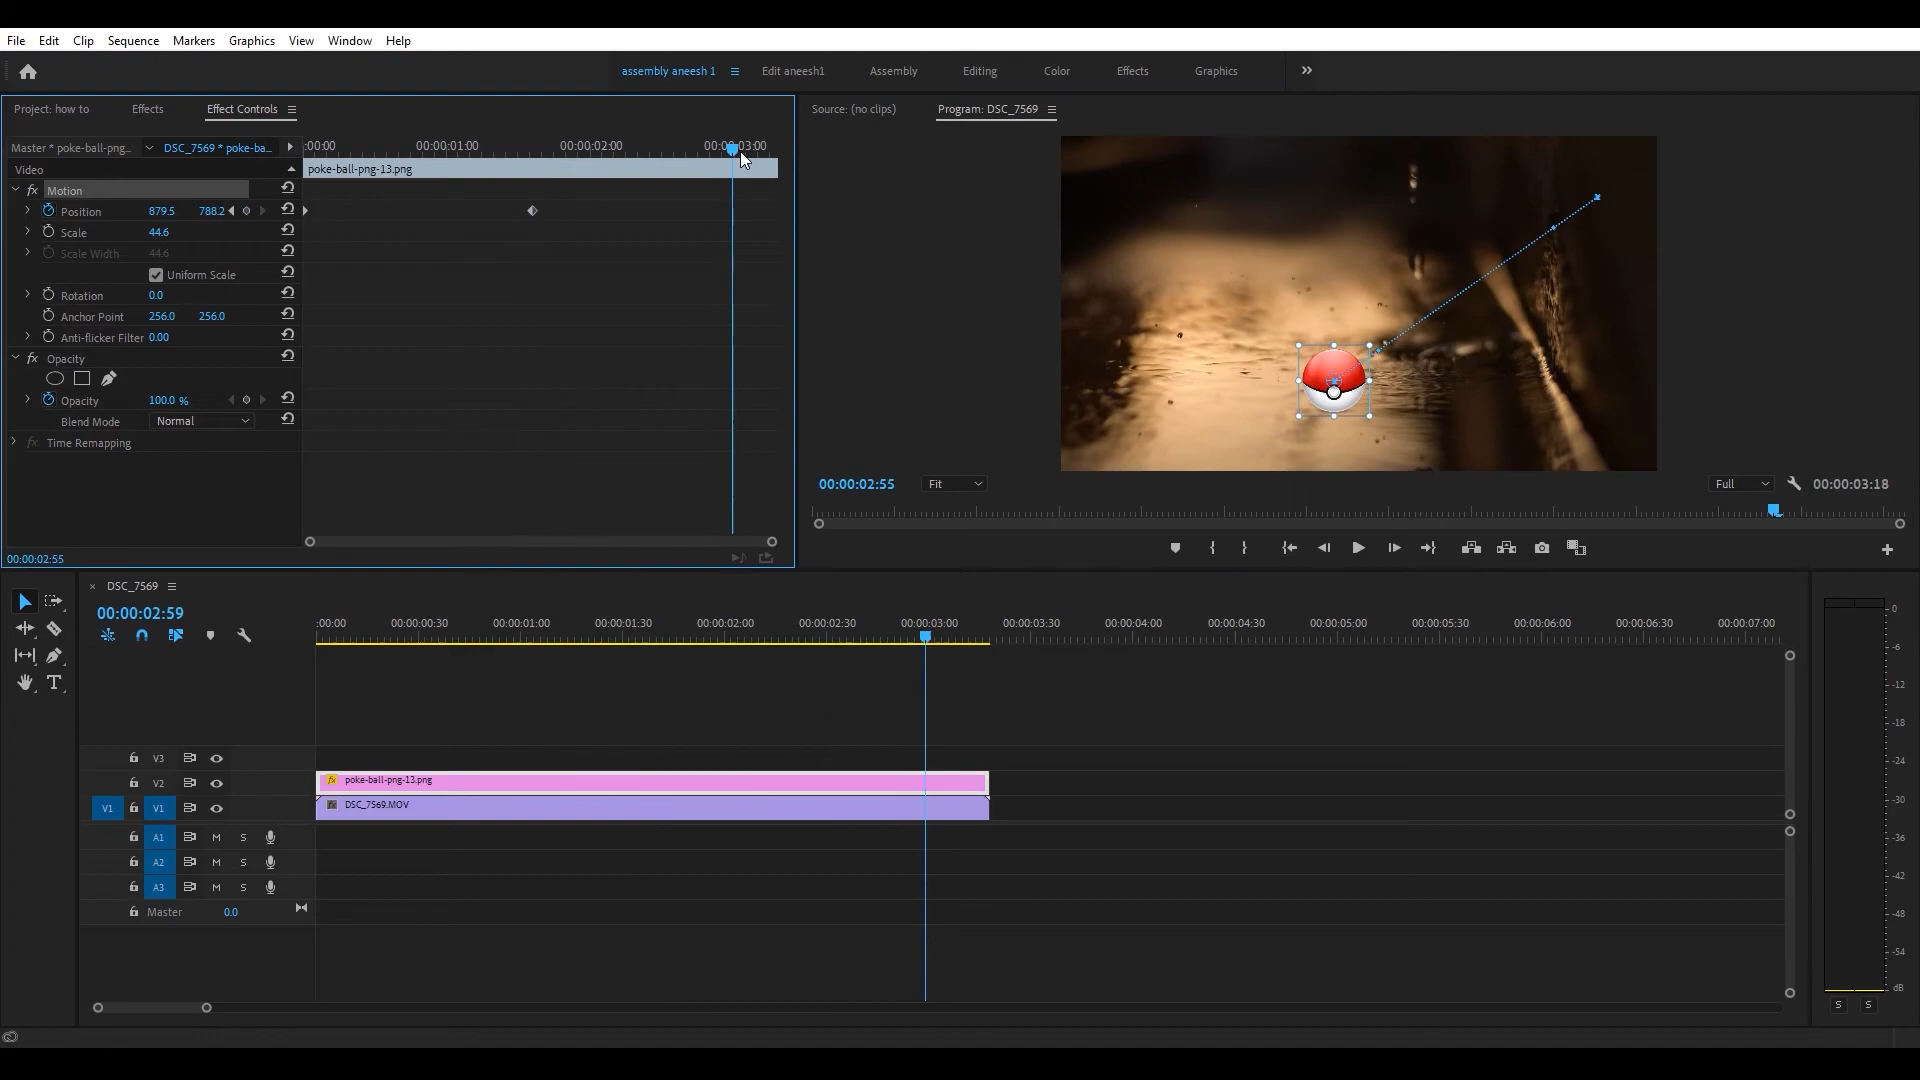 File Edit Clip Sequence Markers Graphics View Window Help
assembly aneesh 1 Edit aneesh1 Assembly Editing Color Effects Graphics
Project: how to Effects Effect Controls
Master * poke-ball-png... DSC_7569 * poke-ba...
:00:00 00:00:01:00 00:00:02:00 00:00:03:00
Video
poke-ball-png-13.png
fx Motion
Position 879.5 788.2
Scale 44.6
Scale Width 44.6
Uniform Scale
Rotation 0.0
Anchor Point 256.0 256.0
Anti-flicker Filter 0.00
fx Opacity
Opacity 100.0 %
Blend Mode Normal
fx Time Remapping
00:00:02:55
Source: (no clips) Program: DSC_7569
00:00:02:55 Fit Full 00:00:03:18
× DSC_7569
00:00:02:59
:00:00 00:00:00:30 00:00:01:00 00:00:01:30 00:00:02:00 00:00:02:30 00:00:03:00 00:00:03:30 00:00:04:00 00:00:04:30 00:00:05:00 00:00:05:30 00:00:06:00 00:00:06:30 00:00:07:00
T
V3
V2 fx poke-ball-png-13.png
V1 V1 fx DSC_7569.MOV
A1 M S
A2 M S
A3 M S
Master 0.0
0
-6
-12
-18
-24
-30
-36
-42
-48
-54
dB
S S